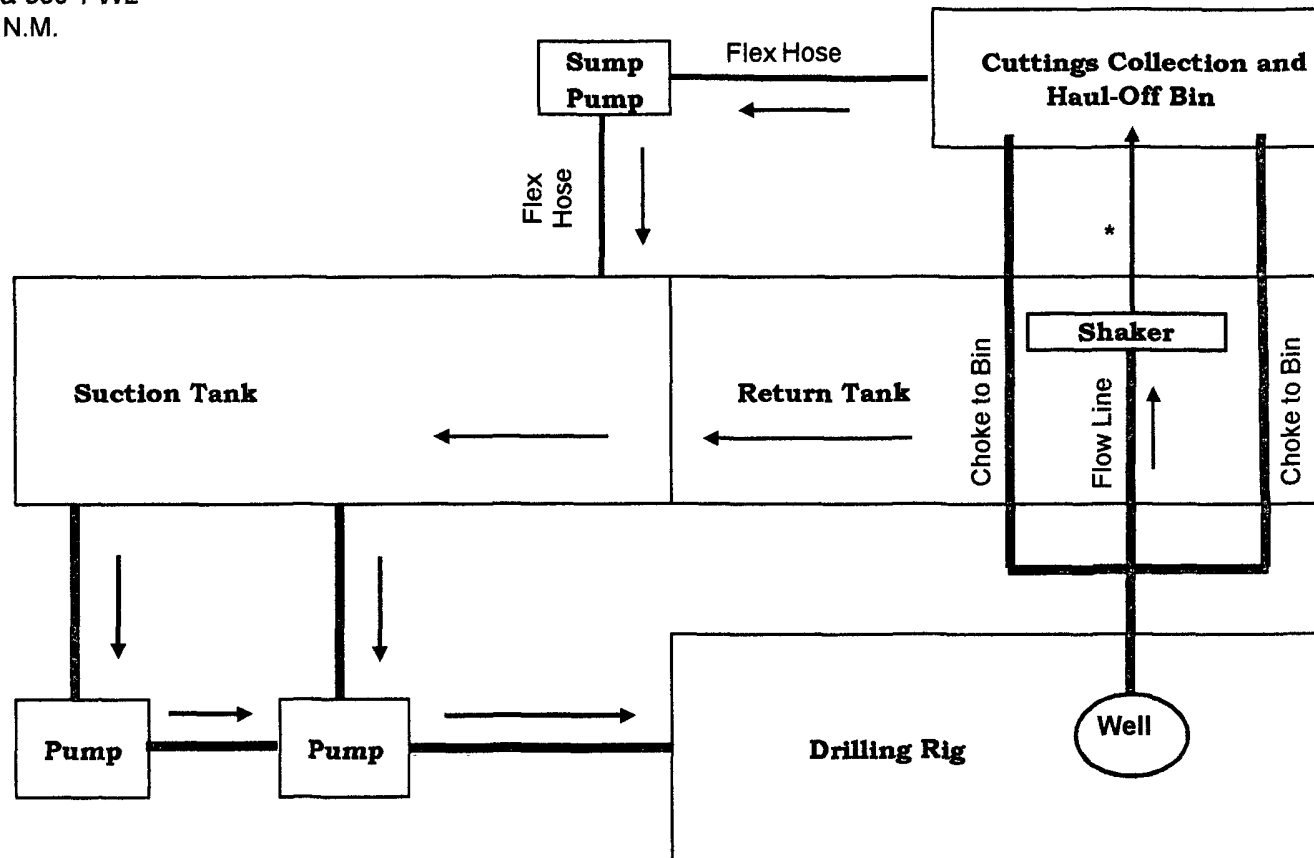 N.M.
Sump
Pump
Flex Hose
Cuttings Collection and
Haul-Off Bin
Flex
Hose
*
Suction Tank
Return Tank
Choke to Bin
Shaker
Flow Line
Choke to Bin
Pump
Pump
Drilling Rig
Well